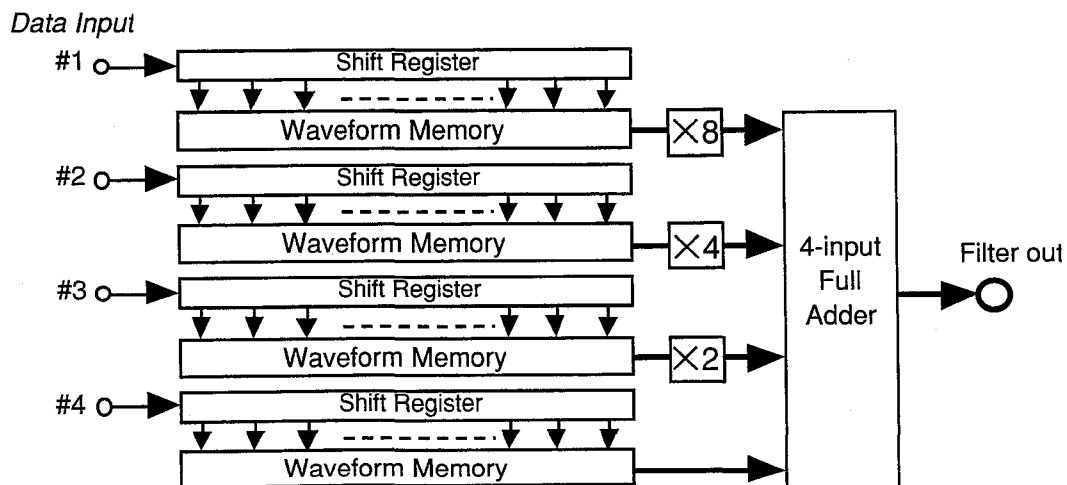 Data Input
#1
Shift Register
Waveform Memory
×8
#2
Shift Register
Waveform Memory
×4
4-input
Full
Adder
Filter out
#3
Shift Register
Waveform Memory
×2
#4
Shift Register
Waveform Memory